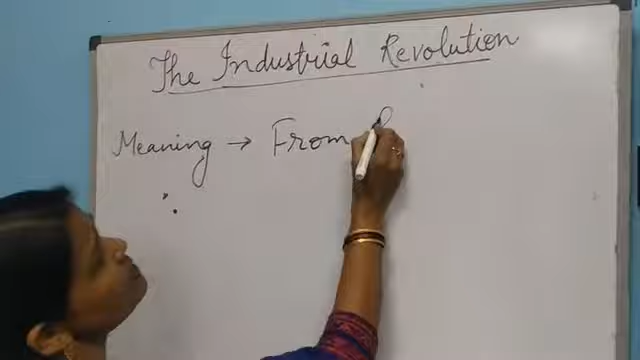 The Industrial Revolution
Meaning → From